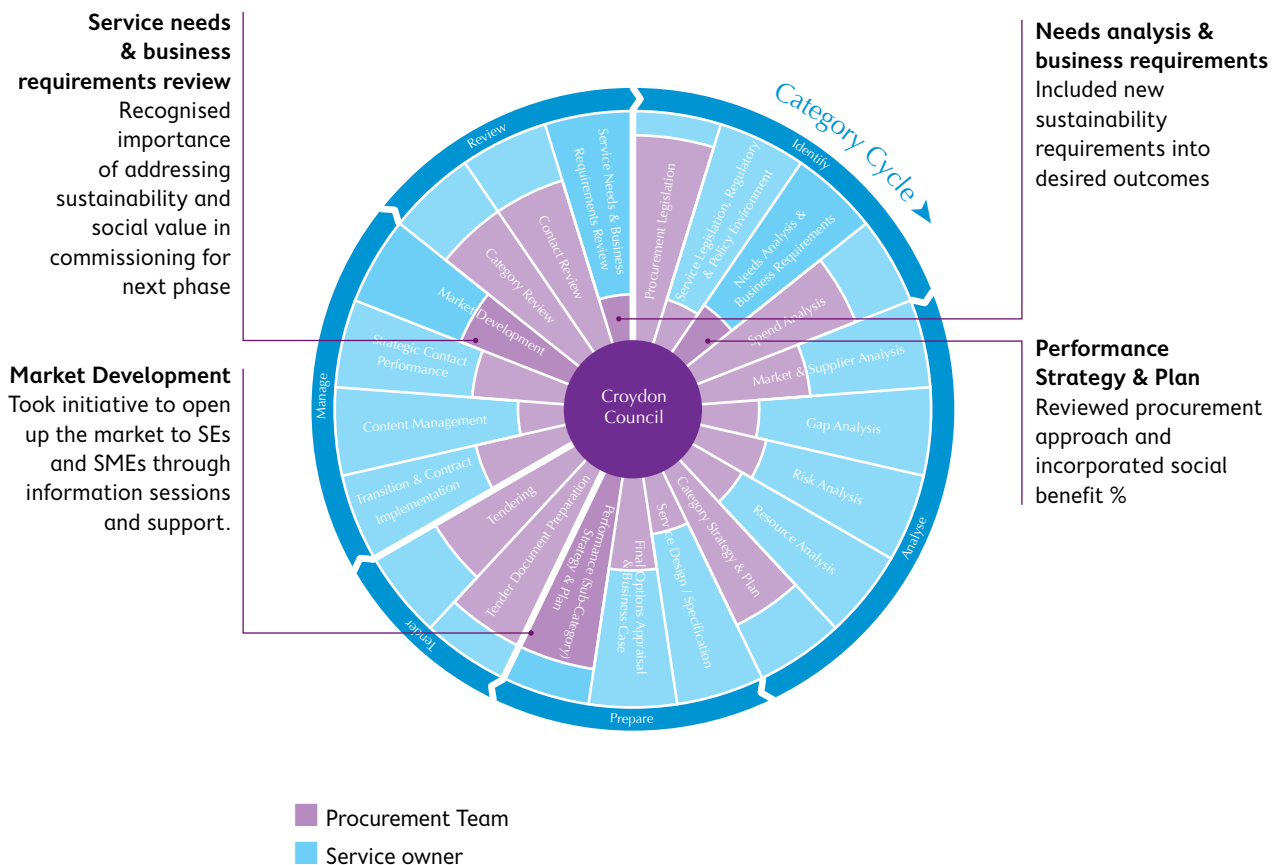 Service needs
& business
requirements review
Recognised
importance
of addressing
sustainability and
social value in
commissioning for
next phase
Market Development
Took initiative to open
up the market to SEs
and SMEs through
information sessions
and support.
Needs analysis &
business requirements
Included new
sustainability
requirements into
desired outcomes
Performance
Strategy & Plan
Reviewed procurement
approach and
incorporated social
benefit %
Category Cycle
Identify
Analyse
Prepare
Tender
Manage
Review
Procurement Legislation
Service Legislation, Regulatory
& Policy Environment
Needs Analysis &
Business Requirements
Spend Analysis
Market & Supplier Analysis
Gap Analysis
Risk Analysis
Resource Analysis
Category Strategy & Plan
Service Design / Specification
Final Options Appraisal
& Business Case
Performance (Sub-Category)
Strategy & Plan
Tender Document Preparation
Tendering
Transition & Contract
Implementation
Content Management
Strategic Contact
Performance
Market Development
Category Review
Contact Review
Service Needs & Business
Requirements Review
Croydon
Council
Procurement Team
Service owner